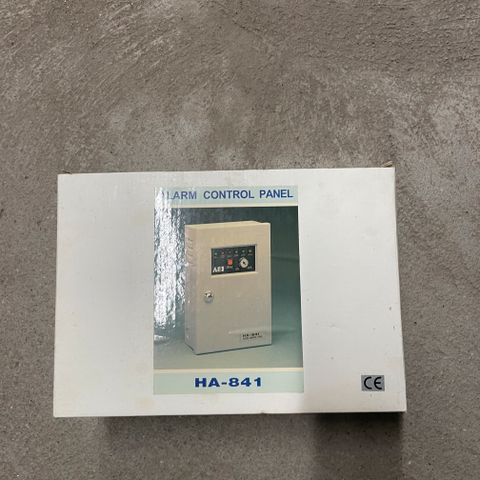 LARM CONTROL PANEL
AEI
HA-841
HA-841
CE